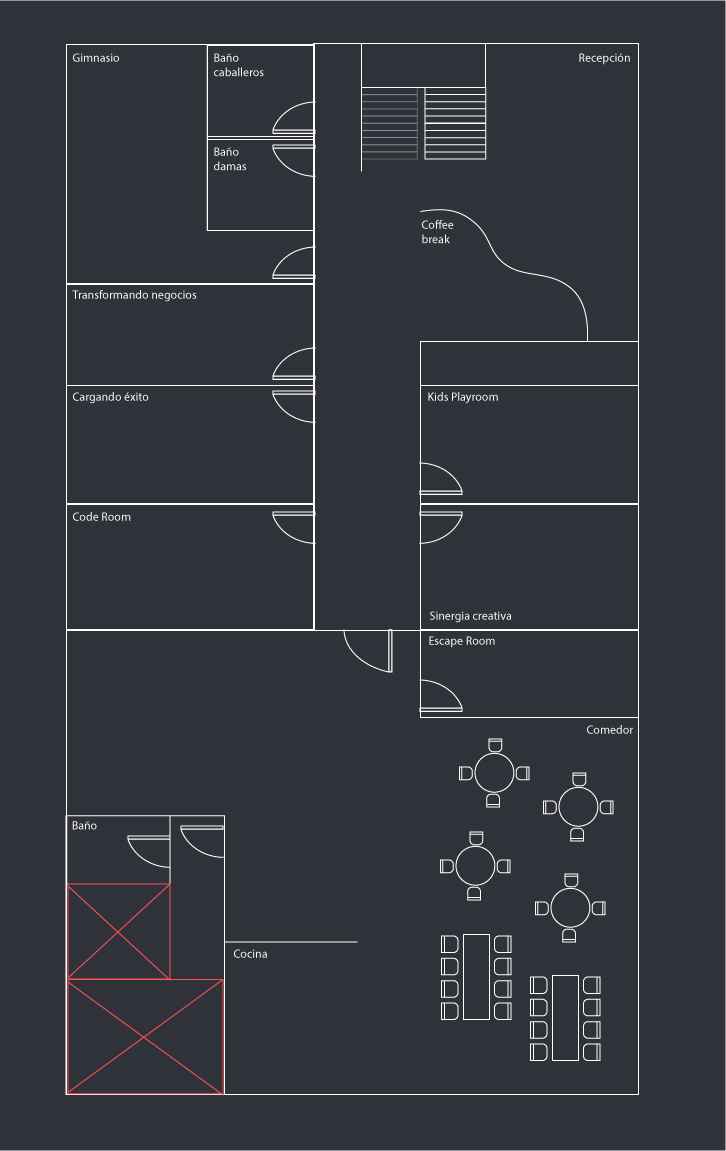 Gimnasio
Baño
caballeros
Recepción
Baño
damas
Coffee
break
Transformando negocios
Cargando éxito
Kids Playroom
Code Room
Sinergia creativa
Escape Room
Comedor
Baño
Cocina